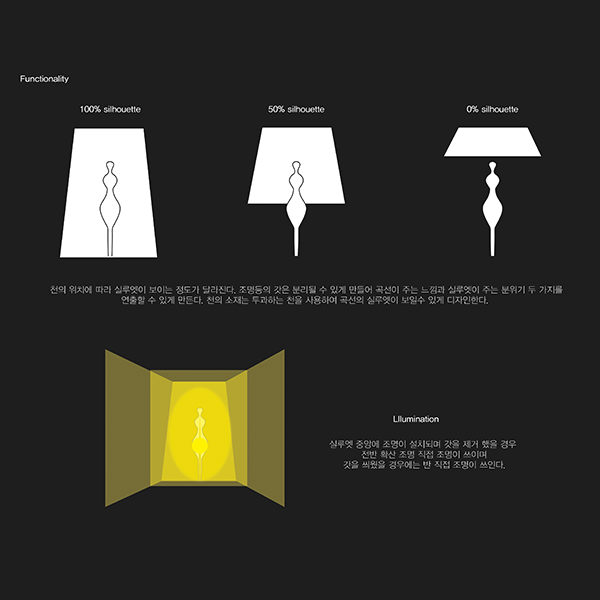 Functionality
100% silhouette
50% silhouette
0% silhouette
천의 위치에 따라 실루엣이 보이는 정도가 달라진다. 조명등의 갓은 분리될 수 있게 만들어 곡선이 주는 느낌과 실루엣이 주는 분위기 두 가지를
연출할 수 있게 만든다. 천의 소재는 투과하는 천을 사용하여 곡선의 실루엣이 보일수 있게 디자인한다.
LIlumination
실루엣 중앙에 조명이 설치되며 갓을 제거 했을 경우
전반 확산 조명 직접 조명이 쓰이며
갓을 씌웠을 경우에는 반 직접 조명이 쓰인다.